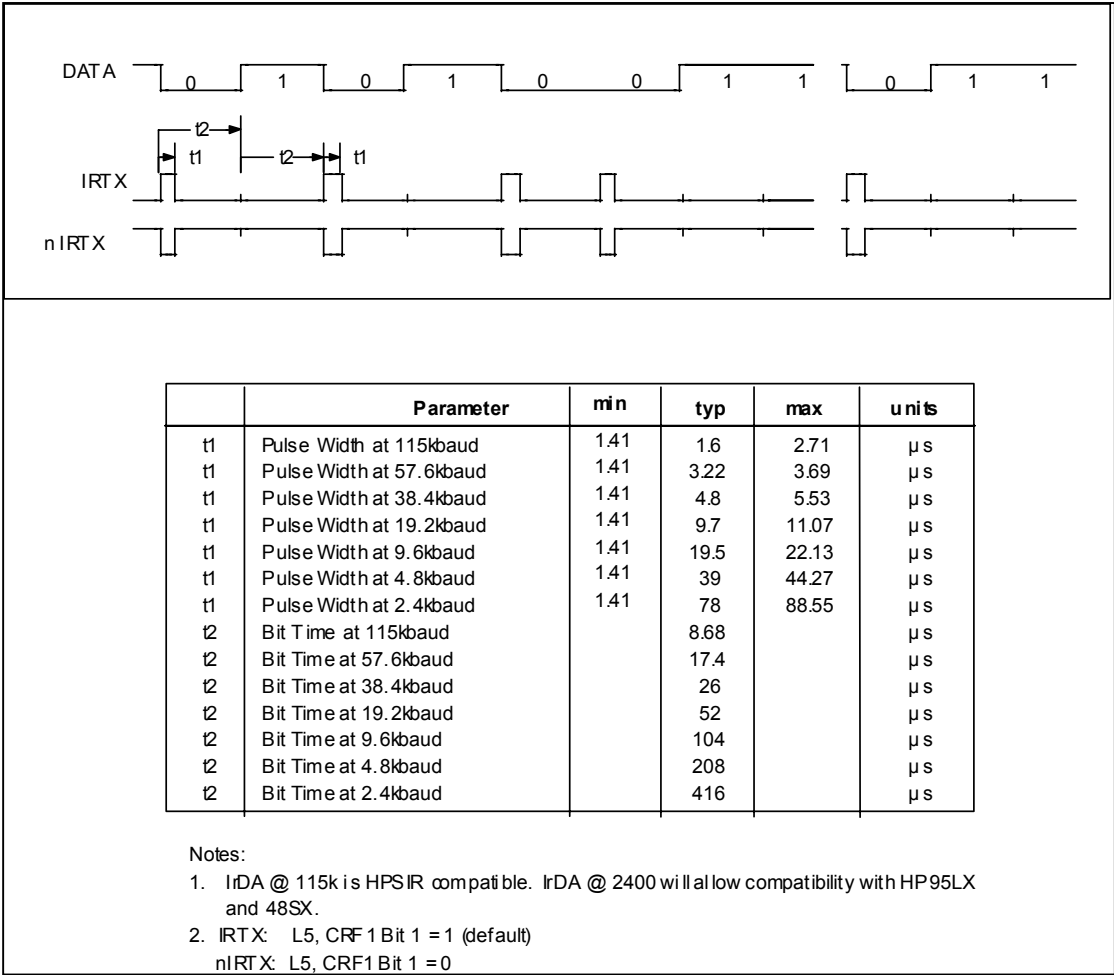 DATA 0 1 0 1 0 0 1 1 0 1 1
t2
t1 t2 t1
IRTX
nIRTX
Parameter min typ max units
t1 Pulse Width at 115kbaud 1.41 1.6 2.71 µs
t1 Pulse Width at 57.6kbaud 1.41 3.22 3.69 µs
t1 Pulse Width at 38.4kbaud 1.41 4.8 5.53 µs
t1 Pulse Width at 19.2kbaud 1.41 9.7 11.07 µs
t1 Pulse Width at 9.6kbaud 1.41 19.5 22.13 µs
t1 Pulse Width at 4.8kbaud 1.41 39 44.27 µs
t1 Pulse Width at 2.4kbaud 1.41 78 88.55 µs
t2 Bit Time at 115kbaud 8.68 µs
t2 Bit Time at 57.6kbaud 17.4 µs
t2 Bit Time at 38.4kbaud 26 µs
t2 Bit Time at 19.2kbaud 52 µs
t2 Bit Time at 9.6kbaud 104 µs
t2 Bit Time at 4.8kbaud 208 µs
t2 Bit Time at 2.4kbaud 416 µs
Notes:
1. IrDA @ 115k is HPSIR compatible. IrDA @ 2400 will allow compatibility with HP95LX
and 48SX.
2. IRTX: L5, CRF1 Bit 1 = 1 (default)
nIRTX: L5, CRF1 Bit 1 = 0